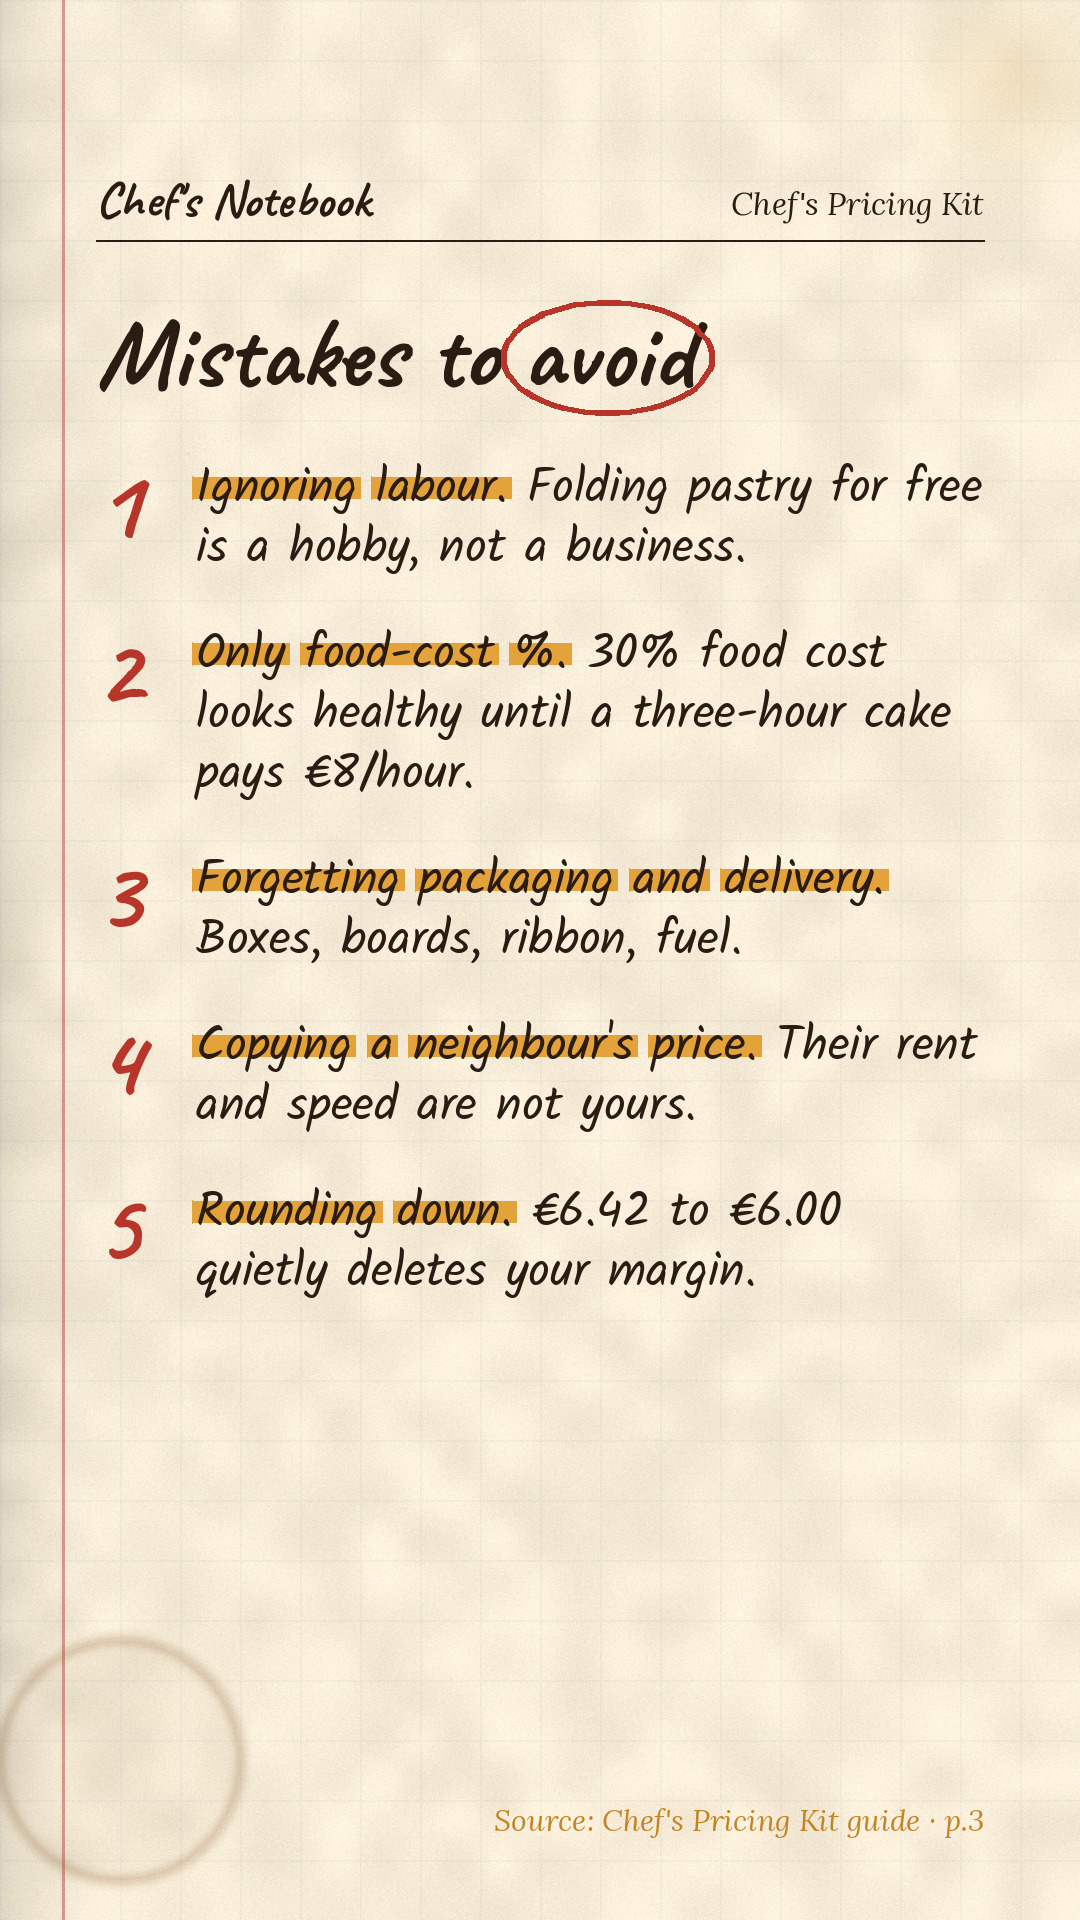 Chef's Notebook
Chef's Pricing Kit
Mistakes to avoid
1 Ignoring labour. Folding pastry for free
is a hobby, not a business.
2 Only food-cost %. 30% food cost
looks healthy until a three-hour cake
pays €8/hour.
3 Forgetting packaging and delivery.
Boxes, boards, ribbon, fuel.
4 Copying a neighbour's price. Their rent
and speed are not yours.
5 Rounding down. €6.42 to €6.00
quietly deletes your margin.
Source: Chef's Pricing Kit guide · p.3